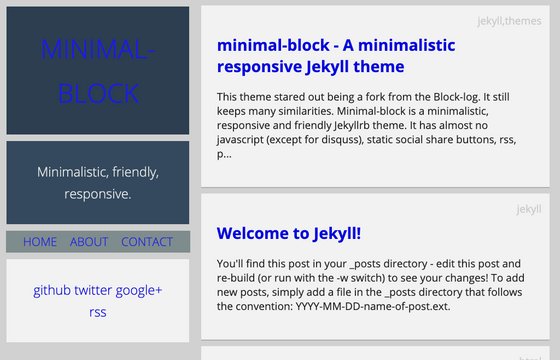 MINIMAL-
BLOCK
Minimalistic, friendly,
responsive.
HOME ABOUT CONTACT
github twitter google+
rss
jekyll,themes
minimal-block - A minimalistic
responsive Jekyll theme
This theme stared out being a fork from the Block-log. It still
keeps many similarities. Minimal-block is a minimalistic,
responsive and friendly Jekyllrb theme. It has almost no
javascript (except for disquss), static social share buttons, rss,
p...
jekyll
Welcome to Jekyll!
You'll find this post in your _posts directory - edit this post and
re-build (or run with the -w switch) to see your changes! To add
new posts, simply add a file in the _posts directory that follows
the convention: YYYY-MM-DD-name-of-post.ext.